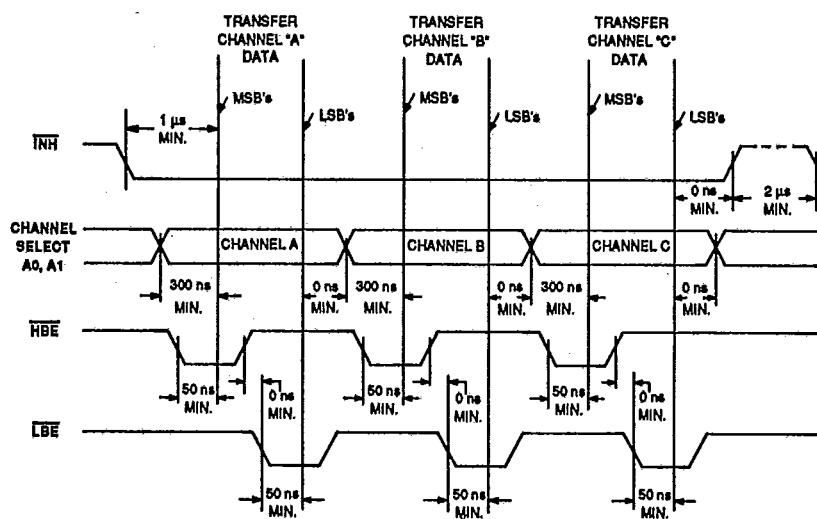 TRANSFER CHANNEL "A" DATA
TRANSFER CHANNEL "B" DATA
TRANSFER CHANNEL "C" DATA
MSB's
LSB's
MSB's
LSB's
MSB's
LSB's
1 µs MIN.
INH
0 ns MIN.
2 µs MIN.
CHANNEL SELECT A0, A1
CHANNEL A
CHANNEL B
CHANNEL C
300 ns MIN.
0 ns MIN.
300 ns MIN.
0 ns MIN.
300 ns MIN.
0 ns MIN.
HBE
50 ns MIN.
0 ns MIN.
50 ns MIN.
0 ns MIN.
50 ns MIN.
0 ns MIN.
LBE
50 ns MIN.
50 ns MIN.
50 ns MIN.